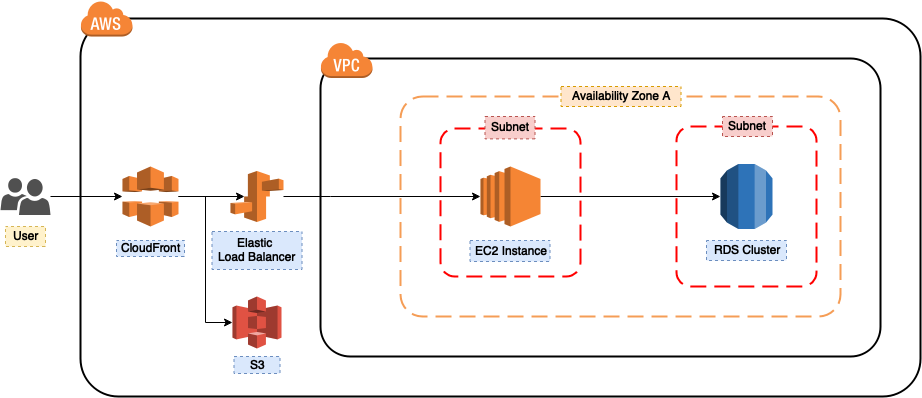 AWS
VPC
Availability Zone A
Subnet
Subnet
User
CloudFront
Elastic
Load Balancer
EC2 Instance
RDS Cluster
S3